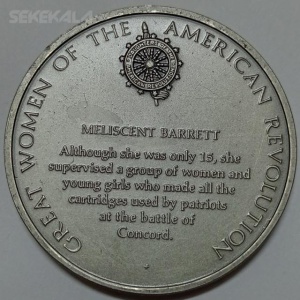 SEKEKALA
GREAT WOMEN OF THE AMERICAN REVOLUTION
MELISCENT BARRETT
Although she was only 15, she
supervised a group of women and
young girls who made all the
cartridges used by patriots
at the battle of
Concord.